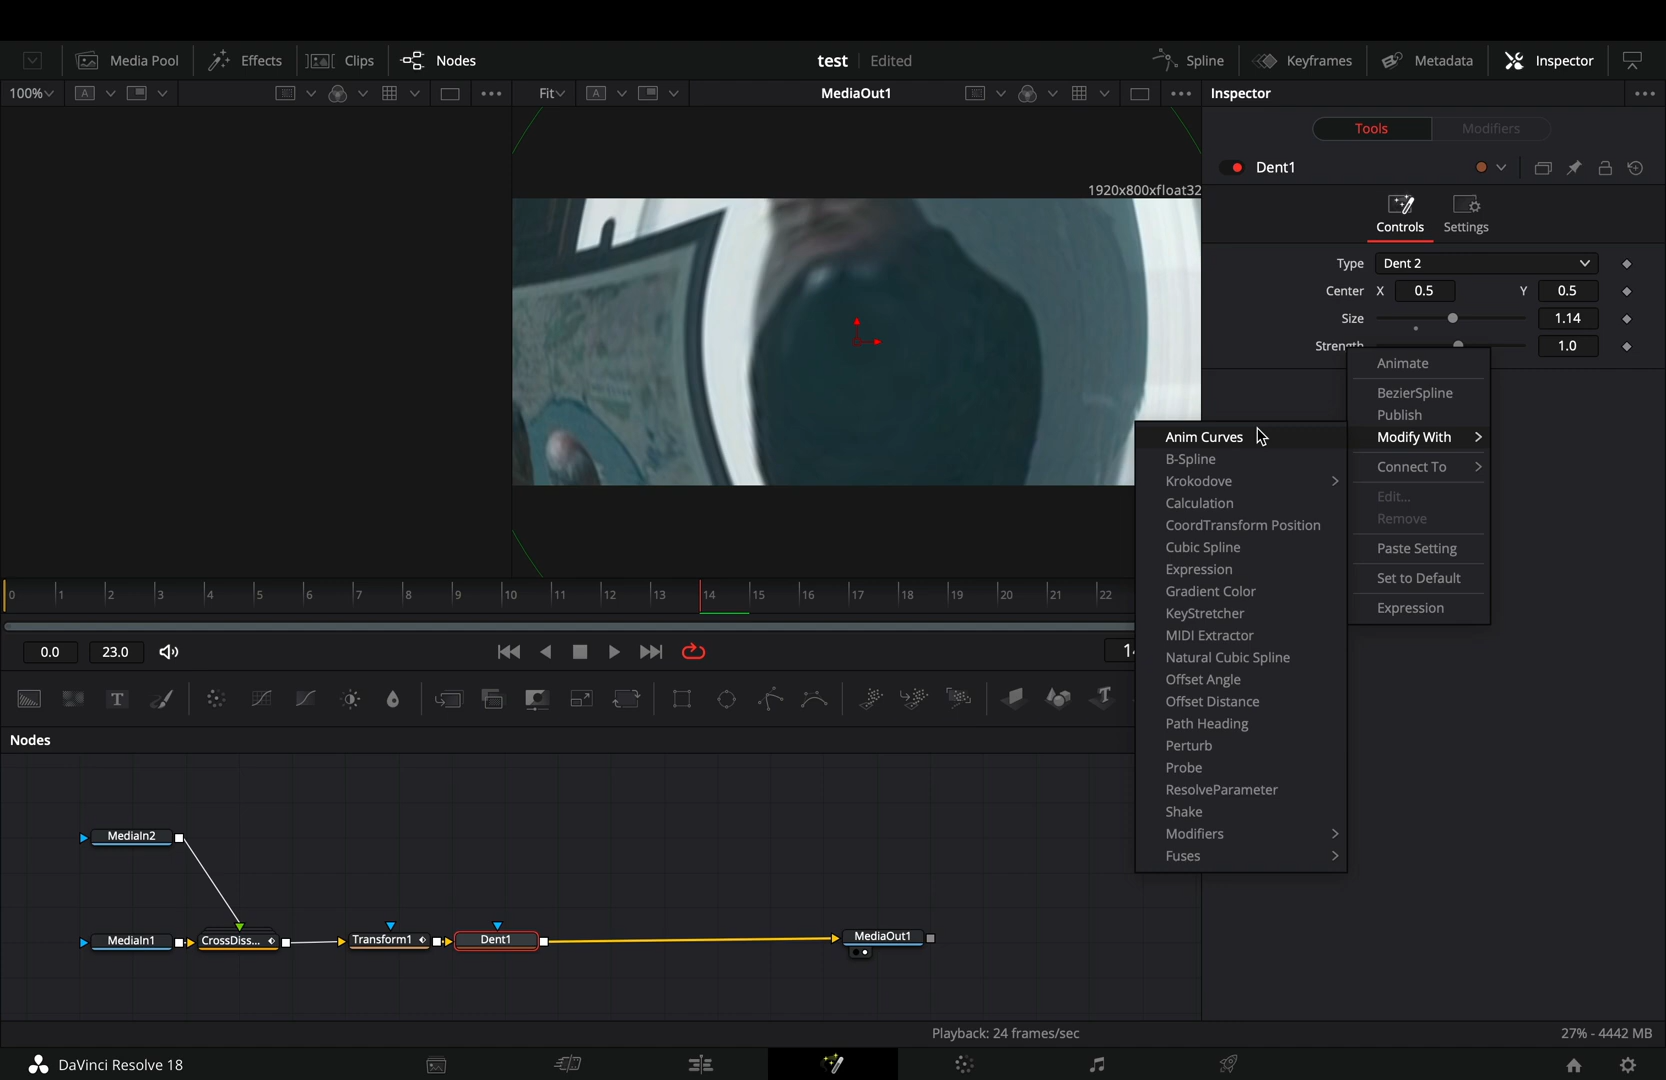 Media Pool Effects Clips Nodes test Edited Spline Keyframes Metadata Inspector
100% A Fit A MediaOut1 Inspector
Tools Modifiers
Dent1
1920x800xfloat32
Controls Settings
Type Dent 2
Center X 0.5 Y 0.5
Size 1.14
Strength 1.0
Animate
BezierSpline
Publish
Modify With
Connect To
Edit...
Remove
Paste Setting
Set to Default
Expression
Anim Curves
B-Spline
Krokodove
Calculation
CoordTransform Position
Cubic Spline
Expression
Gradient Color
KeyStretcher
MIDI Extractor
Natural Cubic Spline
Offset Angle
Offset Distance
Path Heading
Perturb
Probe
ResolveParameter
Shake
Modifiers
Fuses
0 1 2 3 4 5 6 7 8 9 10 11 12 13 14 15 16 17 18 19 20 21 22
0.0 23.0
T T
Nodes
MediaIn2
MediaIn1 CrossDiss... Transform1 Dent1 MediaOut1
Playback: 24 frames/sec 27% - 4442 MB
DaVinci Resolve 18